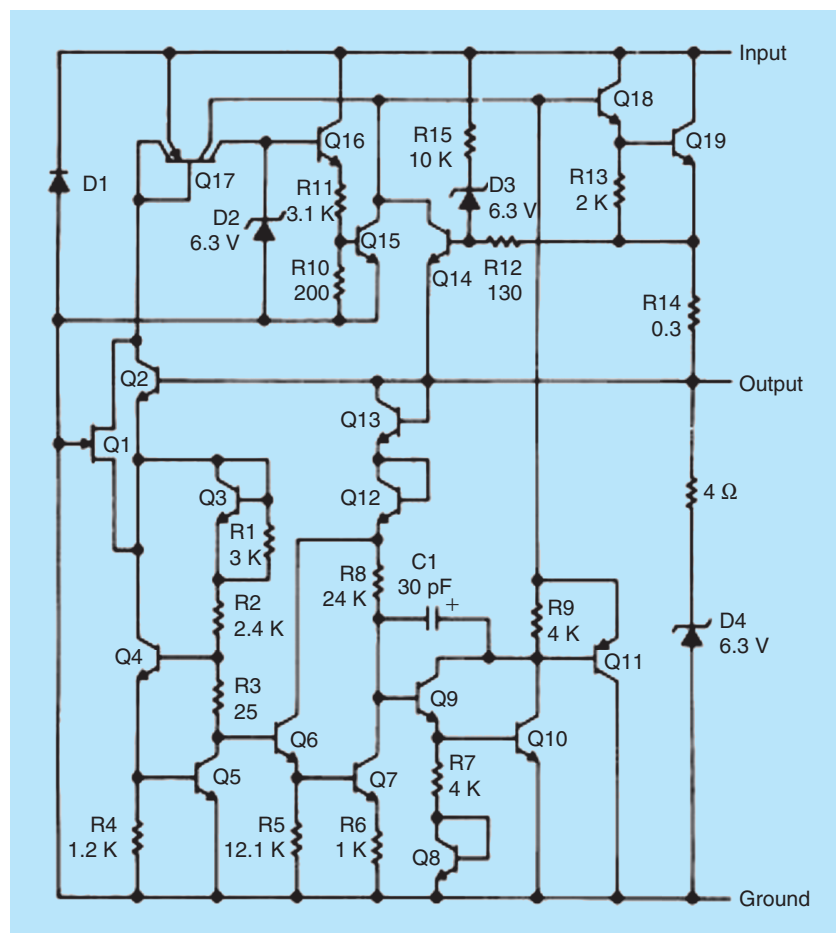 Input
Q18
Q16
R15
10 K
Q19
D1
Q17
R11
3.1 K
D3
6.3 V
R13
2 K
D2
6.3 V
Q15
R10
200
Q14
R12
130
R14
0.3
Q2
Output
Q13
Q1
Q3
Q12
4 Ω
R1
3 K
C1
30 pF
+
R8
24 K
R2
2.4 K
R9
4 K
D4
6.3 V
Q4
Q11
R3
25
Q9
Q6
Q10
Q5
Q7
R7
4 K
R4
1.2 K
R5
12.1 K
R6
1 K
Q8
Ground